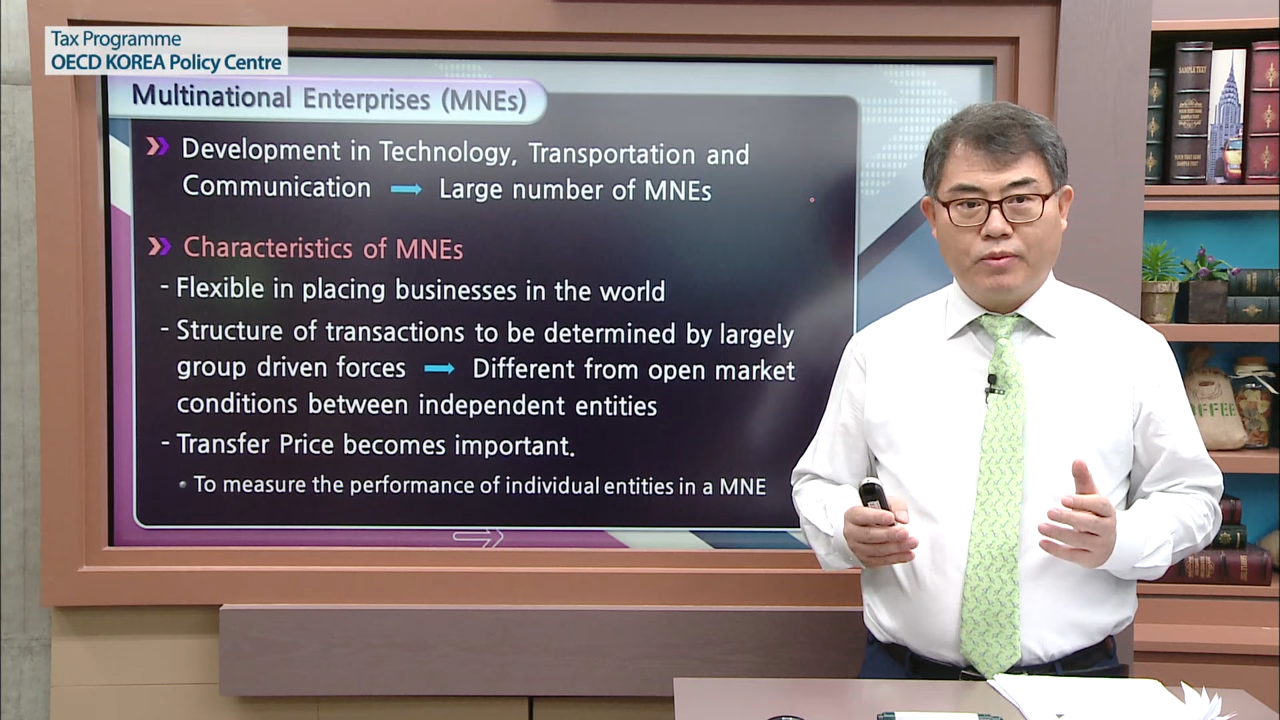 Tax Programme
OECD KOREA Policy Centre
Multinational Enterprises (MNEs)
Development in Technology, Transportation and
Communication → Large number of MNEs
Characteristics of MNEs
- Flexible in placing businesses in the world
- Structure of transactions to be determined by largely
group driven forces → Different from open market
conditions between independent entities
- Transfer Price becomes important.
• To measure the performance of individual entities in a MNE
SAMPLE TEXT